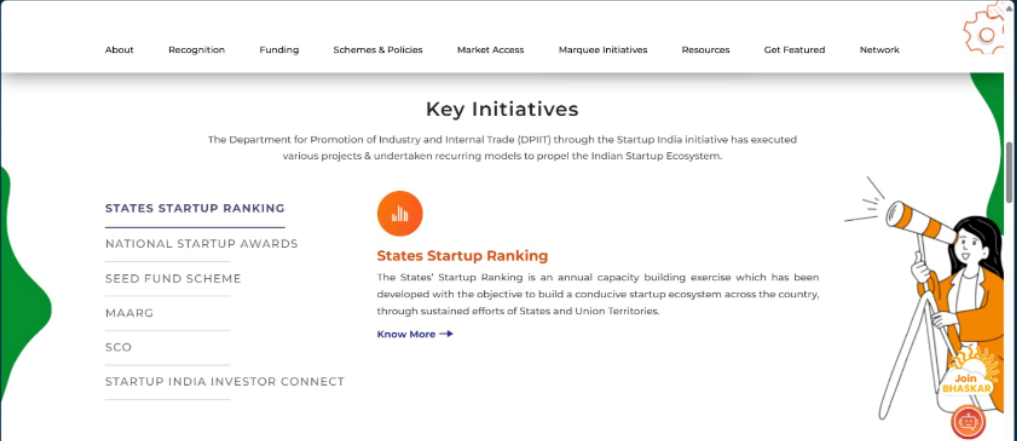 About
Recognition
Funding
Schemes & Policies
Market Access
Marquee Initiatives
Resources
Get Featured
Network
Key Initiatives
The Department for Promotion of Industry and Internal Trade (DPIIT) through the Startup India initiative has executed
various projects & undertaken recurring models to propel the Indian Startup Ecosystem.
STATES STARTUP RANKING
NATIONAL STARTUP AWARDS
SEED FUND SCHEME
MAARG
SCO
STARTUP INDIA INVESTOR CONNECT
States Startup Ranking
The States' Startup Ranking is an annual capacity building exercise which has been
developed with the objective to build a conducive startup ecosystem across the country,
through sustained efforts of States and Union Territories.
Know More
Join
BHASKAR